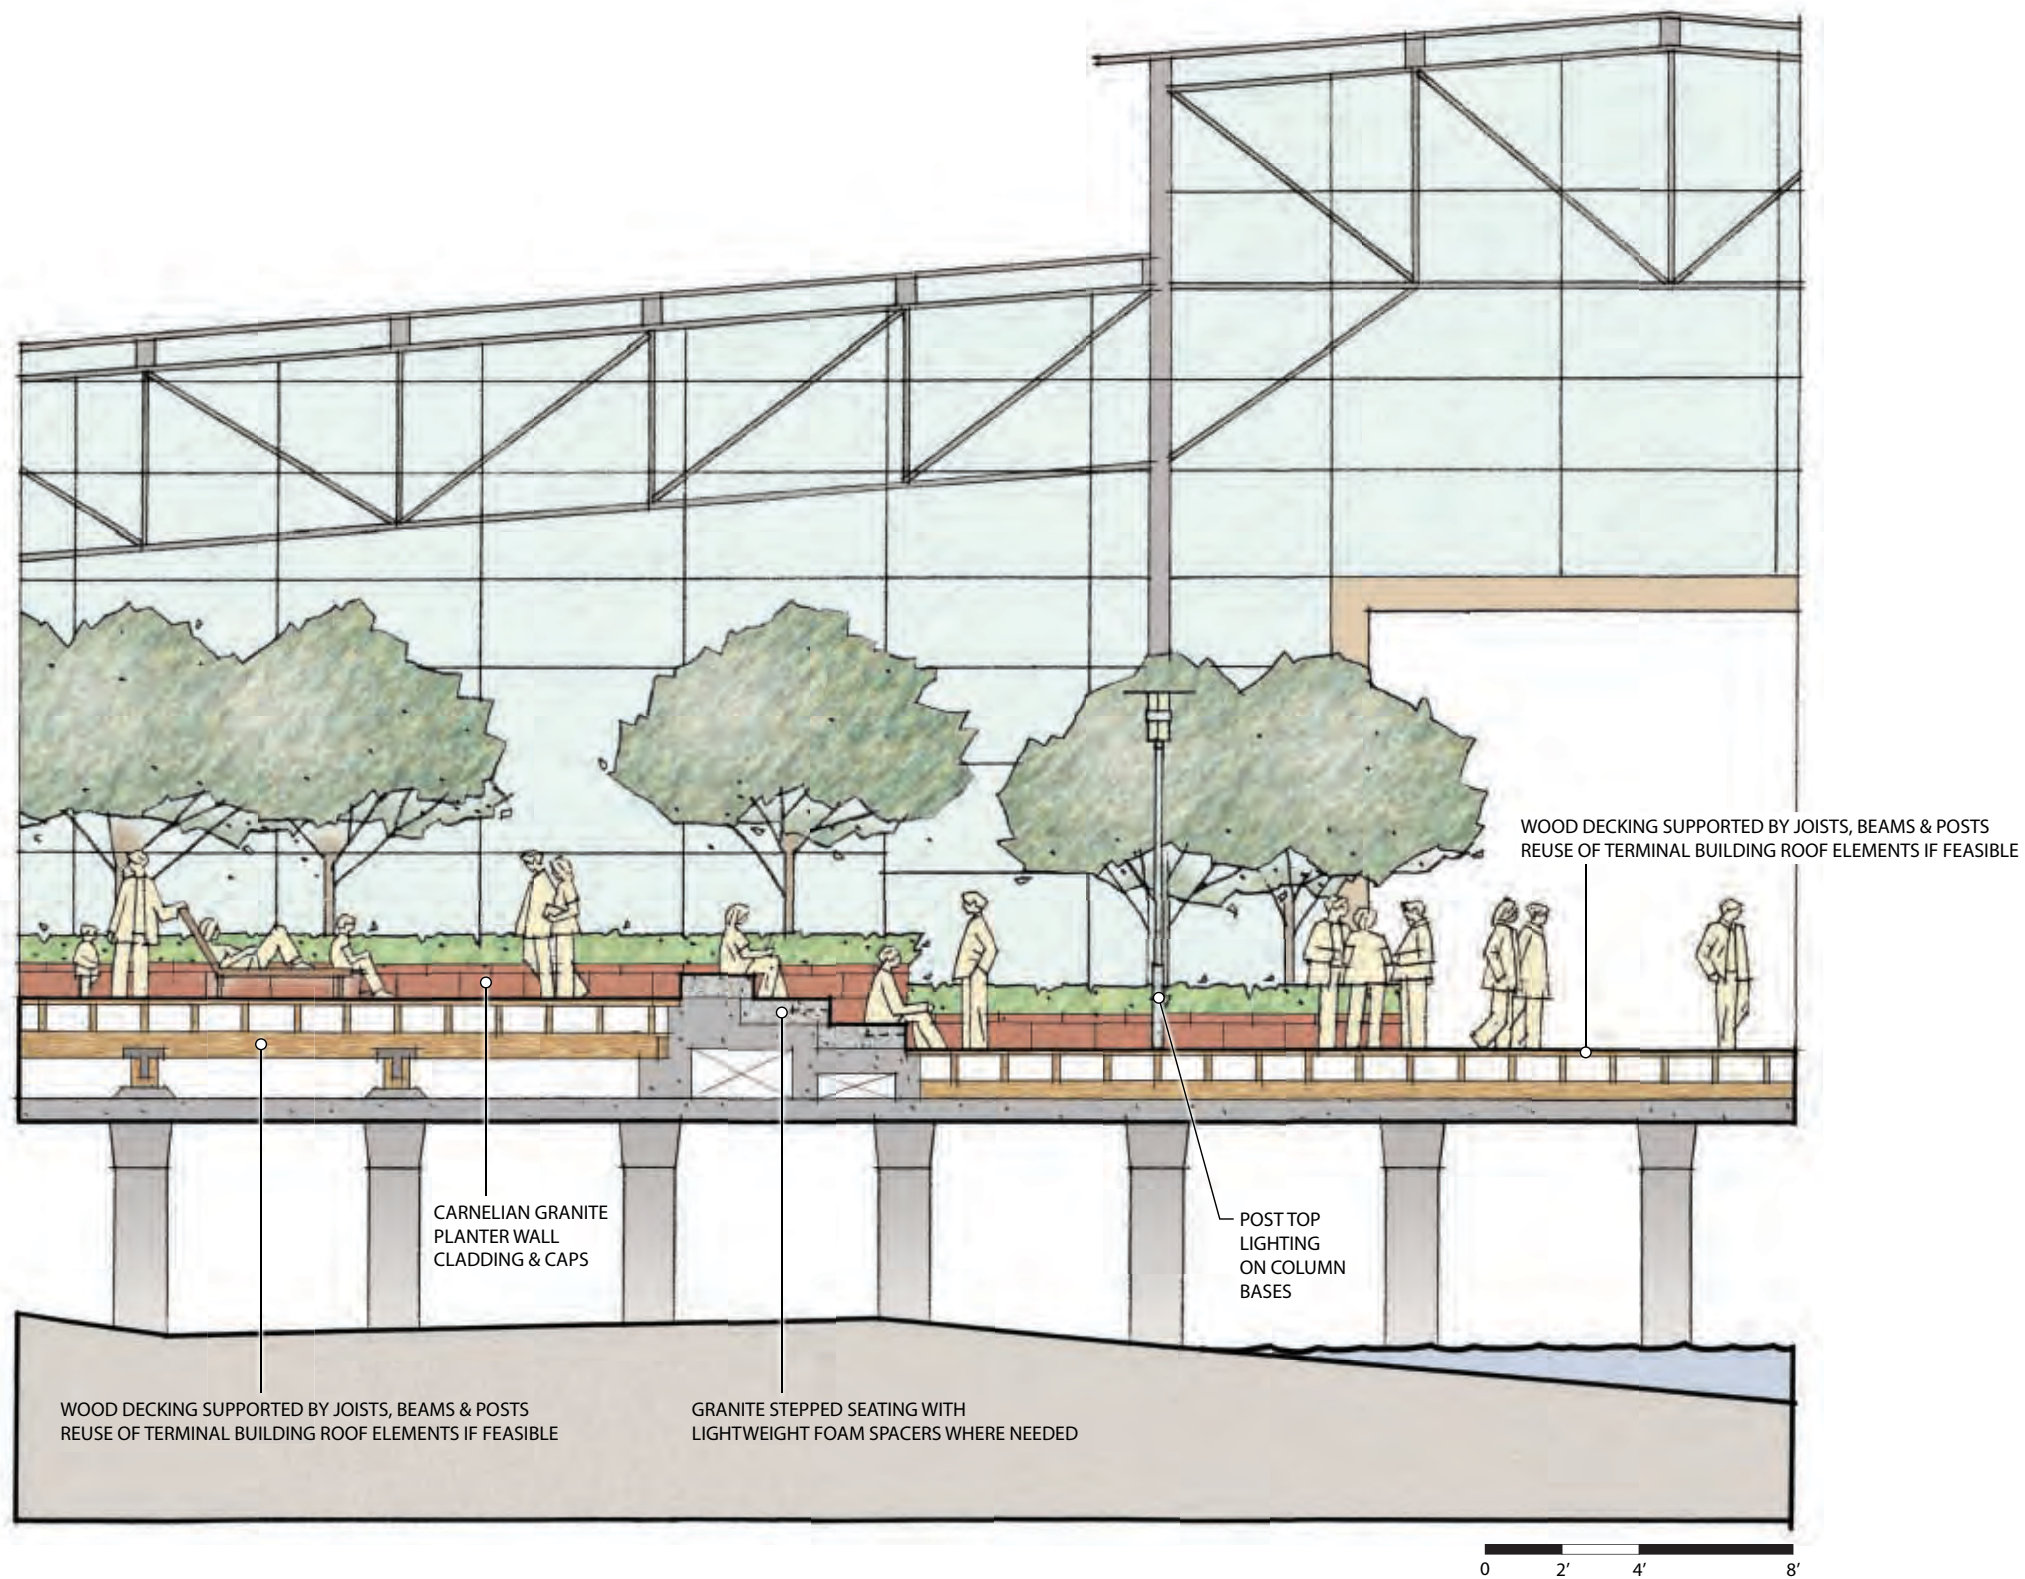 WOOD DECKING SUPPORTED BY JOISTS, BEAMS & POSTS
REUSE OF TERMINAL BUILDING ROOF ELEMENTS IF FEASIBLE
CARNELIAN GRANITE
PLANTER WALL
CLADDING & CAPS
POST TOP
LIGHTING
ON COLUMN
BASES
WOOD DECKING SUPPORTED BY JOISTS, BEAMS & POSTS
REUSE OF TERMINAL BUILDING ROOF ELEMENTS IF FEASIBLE
GRANITE STEPPED SEATING WITH
LIGHTWEIGHT FOAM SPACERS WHERE NEEDED
0 2’ 4’ 8’